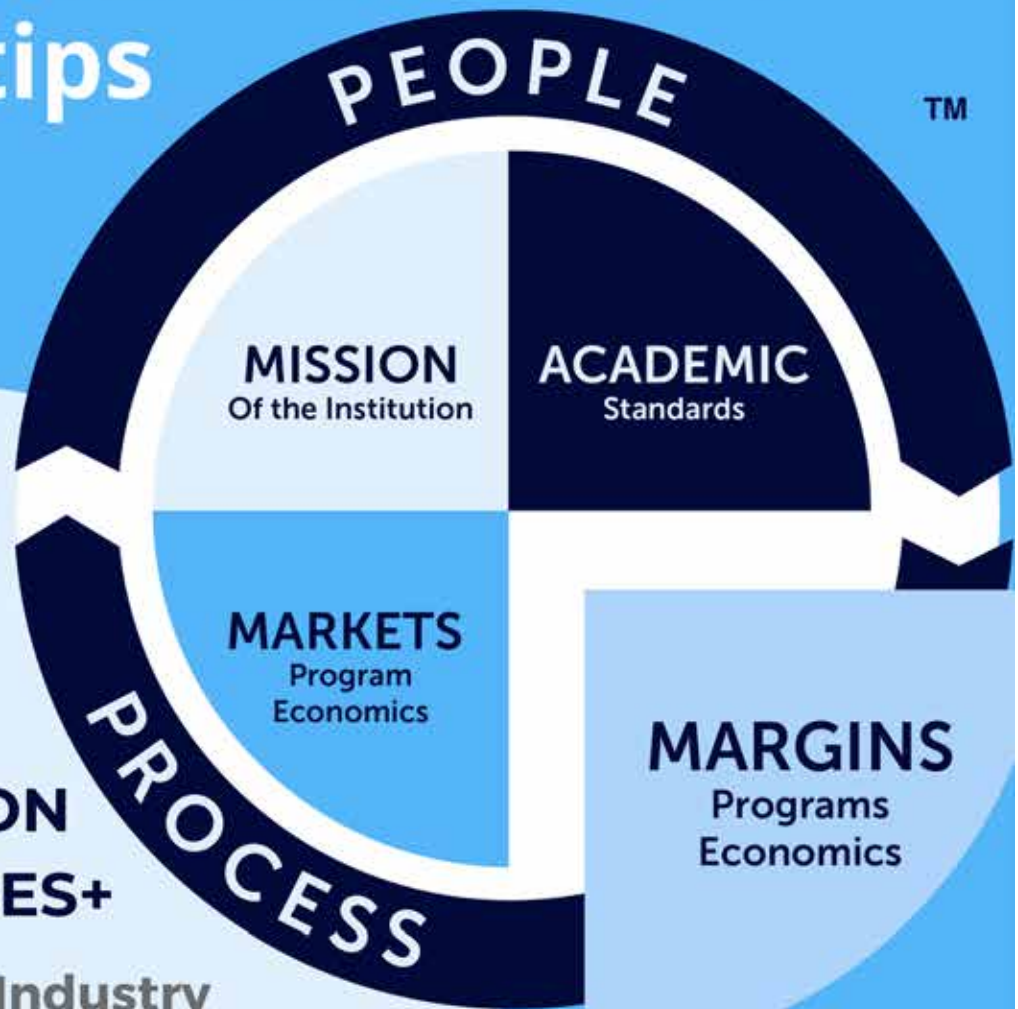 tips
PEOPLE
TM
MISSION
Of the Institution
ACADEMIC
Standards
MARKETS
Program
Economics
MARGINS
Programs
Economics
PROCESS
ON
ES+
Industry